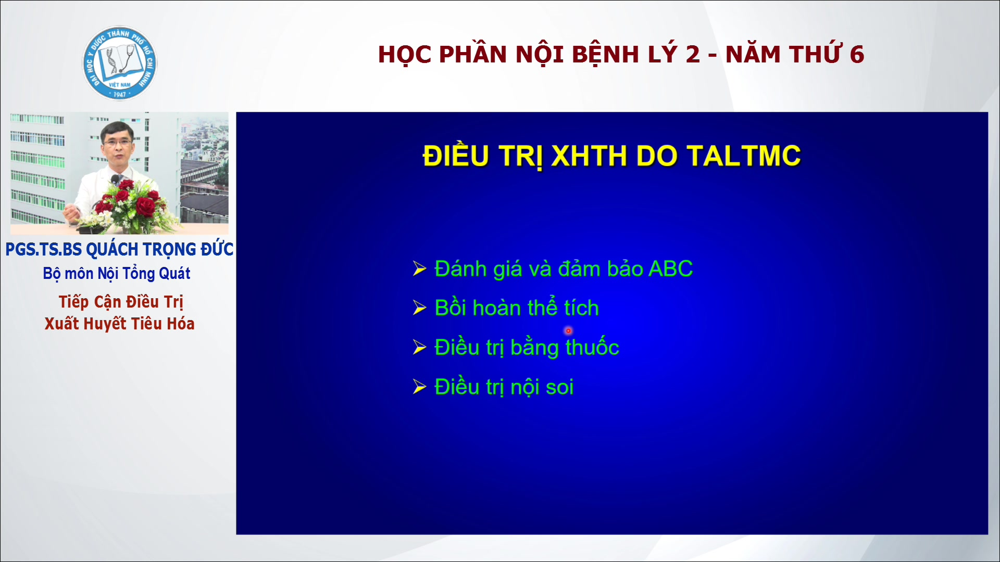 ĐẠI HỌC Y DƯỢC THÀNH PHỐ HỒ CHÍ MINH
VIỆT NAM
1947
HỌC PHẦN NỘI BỆNH LÝ 2 - NĂM THỨ 6
PGS.TS.BS QUÁCH TRỌNG ĐỨC
Bộ môn Nội Tổng Quát
Tiếp Cận Điều Trị
Xuất Huyết Tiêu Hóa
ĐIỀU TRỊ XHTH DO TALTMC
➢ Đánh giá và đảm bảo ABC
➢ Bồi hoàn thể tích
➢ Điều trị bằng thuốc
➢ Điều trị nội soi